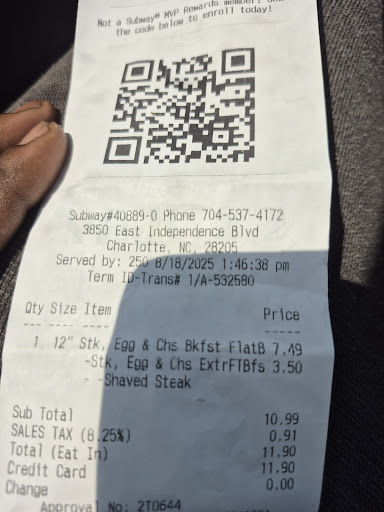 Not a Subway® MVP Rewards member?
the code below to enroll today!
Subway#40889-0 Phone 704-537-4172
3850 East Independence Blvd
Charlotte, NC, 28205
Served by: 250 8/18/2025 1:46:38 pm
Term ID-Trans# 1/A-532580
Qty Size Item Price
--- ---- ---- -----
1 12" Stk, Egg & Chs Bkfst FlatB 7.49
-Stk, Egg & Chs ExtrFTBfs 3.50
- -Shaved Steak
Sub Total 10.99
SALES TAX (8.25%) 0.91
Total (Eat In) 11.90
Credit Card 11.90
Change 0.00
Approval No: 2T0644